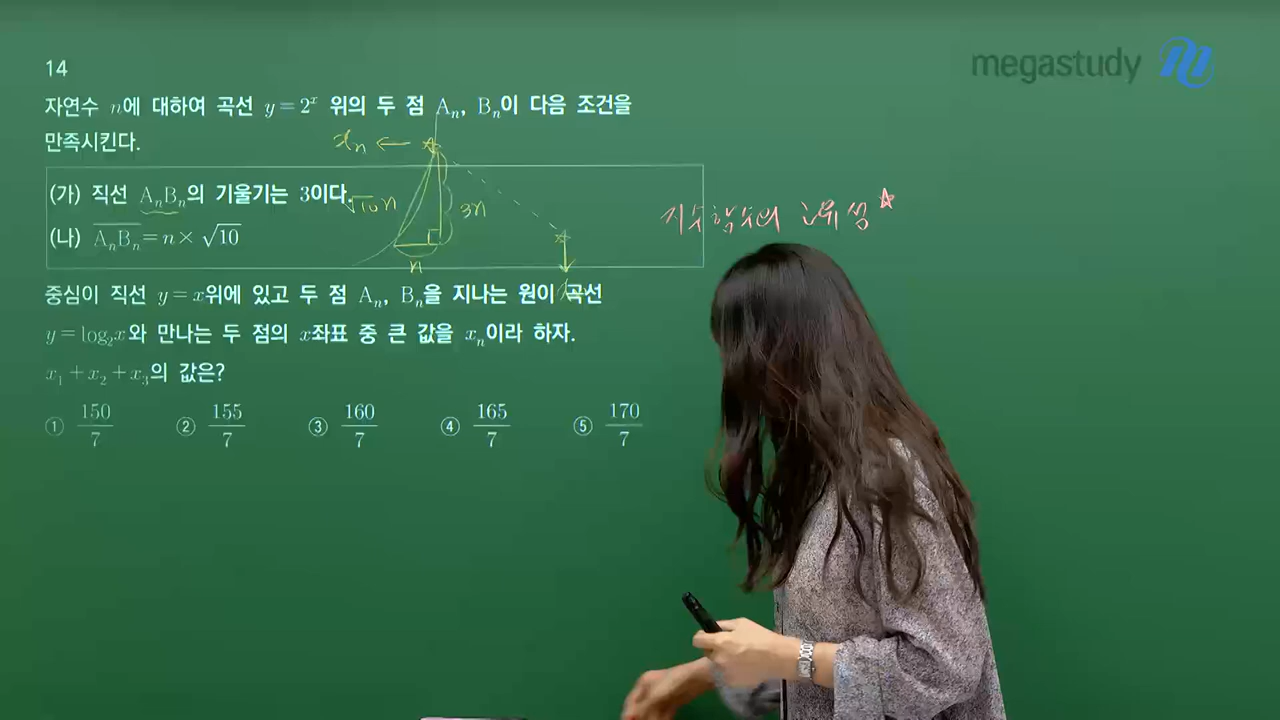 megastudy
14
자연수 n에 대하여 곡선 y=2^x 위의 두 점 A_n, B_n이 다음 조건을
만족시킨다.
x_n ←
(가) 직선 A_nB_n의 기울기는 3이다.
√10n
3n
n
지수함수의
(나) A_nB_n = n × √10
중심이 직선 y=x위에 있고 두 점 A_n, B_n을 지나는 원이 곡선
y=log_2x와 만나는 두 점의 x좌표 중 큰 값을 x_n이라 하자.
x_1+x_2+x_3의 값은?
① 150/7 ② 155/7 ③ 160/7 ④ 165/7 ⑤ 170/7